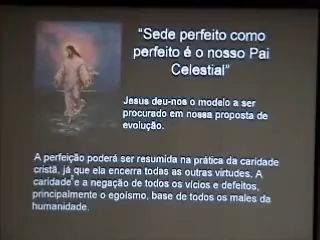 "Sede perfeito como
perfeito é o nosso Pai
Celestial"
Jesus deu-nos o modelo a ser
procurado em nossa proposta de
evolução.
A perfeição poderá ser resumida na prática da caridade
cristã, já que ela encerra todas as outras virtudes. A
caridade é a negação de todos os vícios e defeitos,
principalmente o egoísmo, base de todos os males da
humanidade.